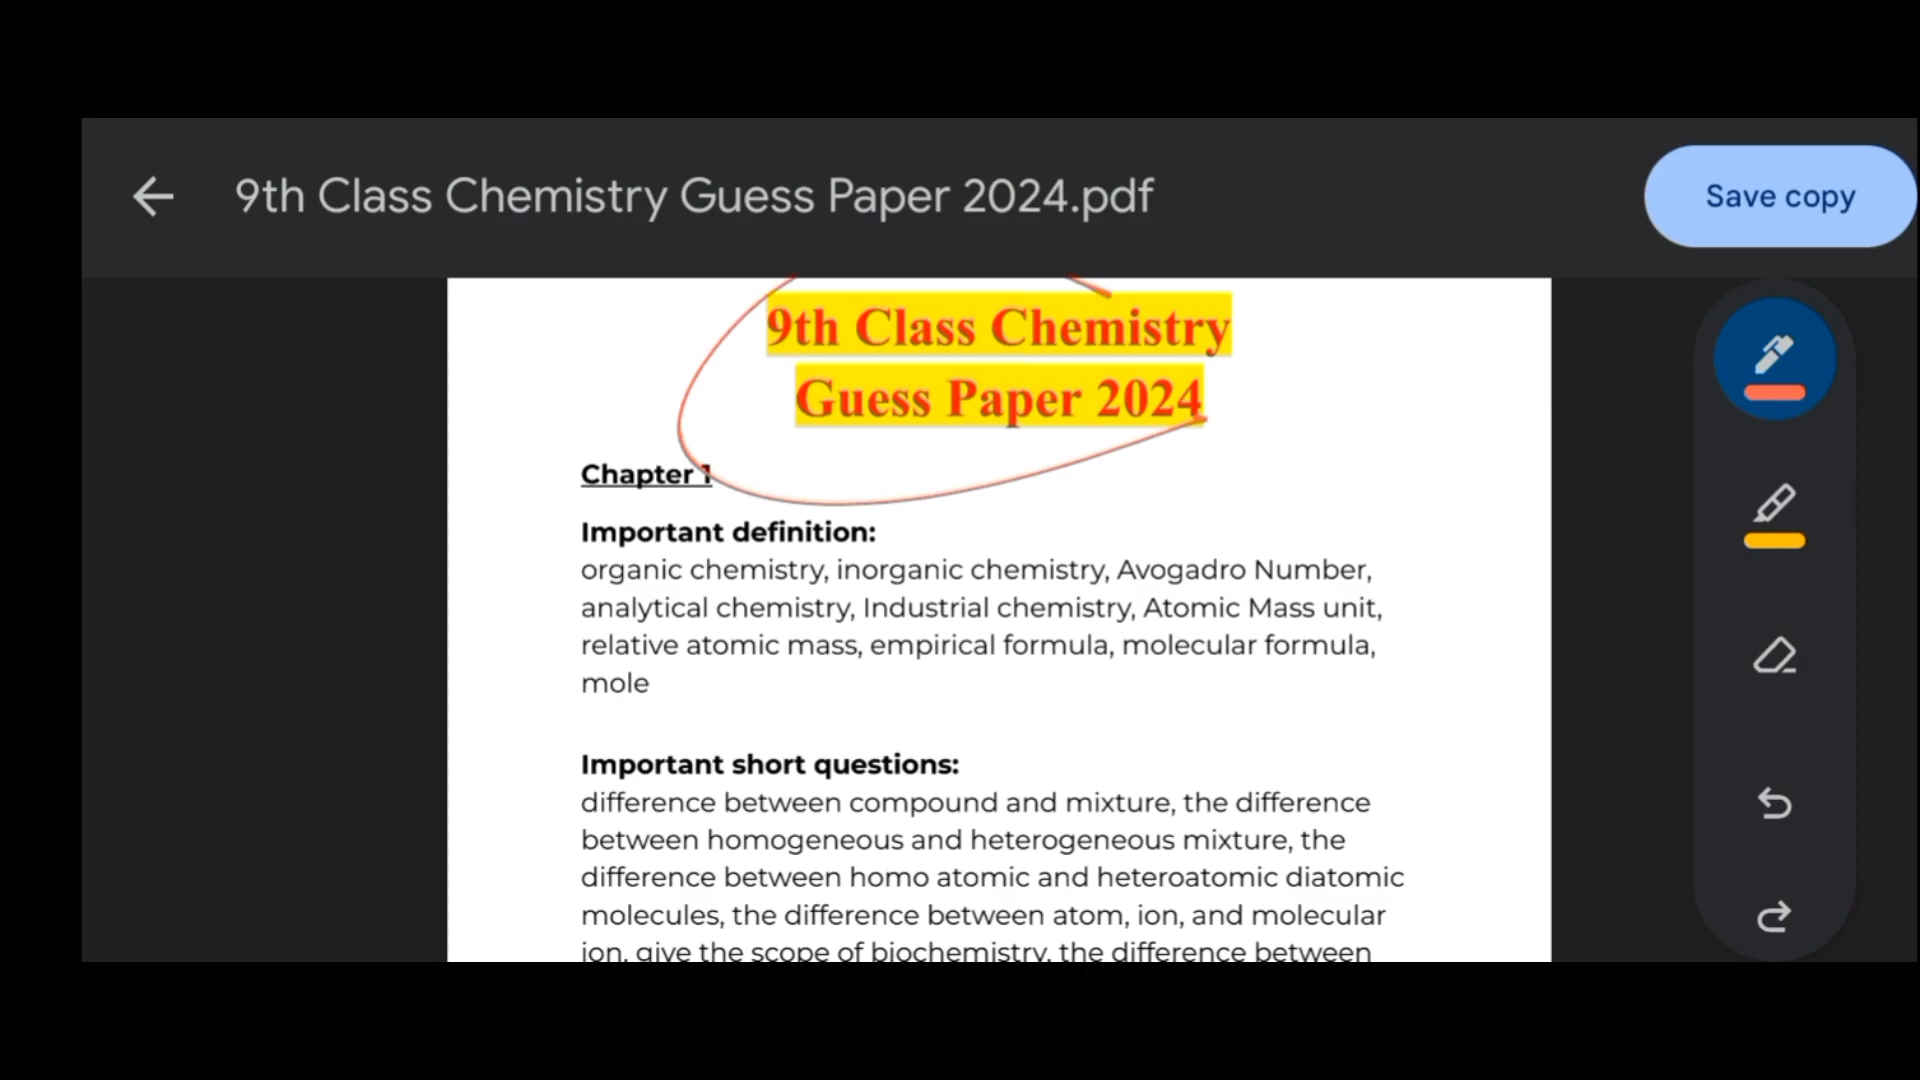 9th Class Chemistry Guess Paper 2024.pdf
Save copy
9th Class Chemistry
Guess Paper 2024
Chapter 1
Important definition:
organic chemistry, inorganic chemistry, Avogadro Number,
analytical chemistry, Industrial chemistry, Atomic Mass unit,
relative atomic mass, empirical formula, molecular formula,
mole
Important short questions:
difference between compound and mixture, the difference
between homogeneous and heterogeneous mixture, the
difference between homo atomic and heteroatomic diatomic
molecules, the difference between atom, ion, and molecular
ion, give the scope of biochemistry, the difference between